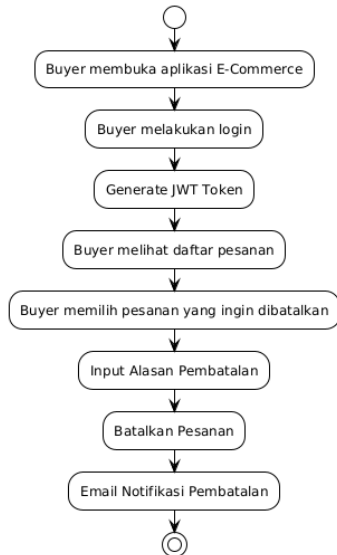 Buyer membuka aplikasi E-Commerce
Buyer melakukan login
Generate JWT Token
Buyer melihat daftar pesanan
Buyer memilih pesanan yang ingin dibatalkan
Input Alasan Pembatalan
Batalkan Pesanan
Email Notifikasi Pembatalan